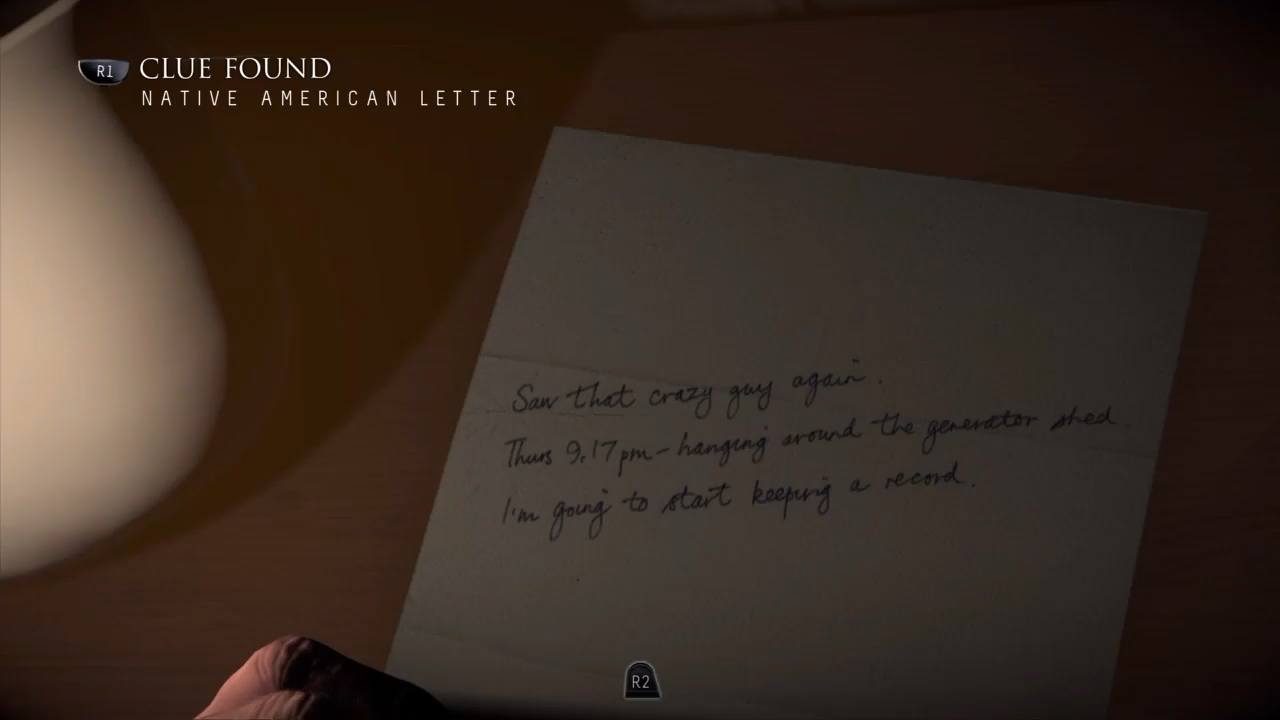 R1 CLUE FOUND
NATIVE AMERICAN LETTER
Saw that crazy guy again.
Thurs 9.17pm - hanging around the generator shed.
I'm going to start keeping a record.
R2